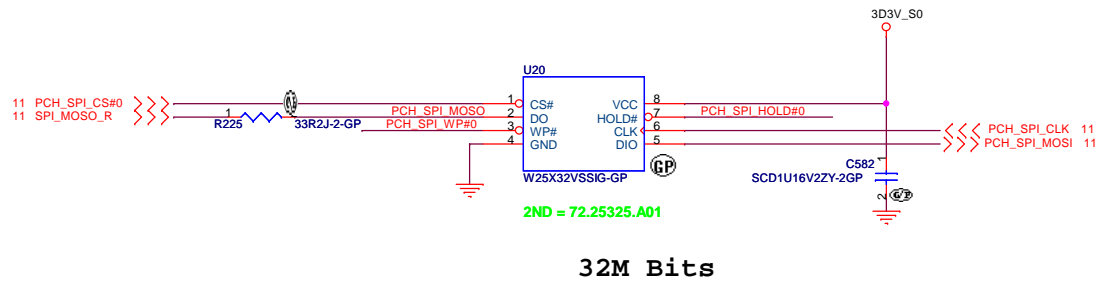 3D3V_S0
U20
11 PCH_SPI_CS#0
1 CS# VCC 8
11 SPI_MOSO_R 1 PCH_SPI_MOSO 2 DO HOLD# 7 PCH_SPI_HOLD#0
R225 33R2J-2-GP PCH_SPI_WP#0 3 WP# CLK 6 PCH_SPI_CLK 11
4 GND DIO 5 PCH_SPI_MOSI 11
W25X32VSSIG-GP GP
C582 1
SCD1U16V2ZY-2GP
2
2ND = 72.25325.A01
32M Bits